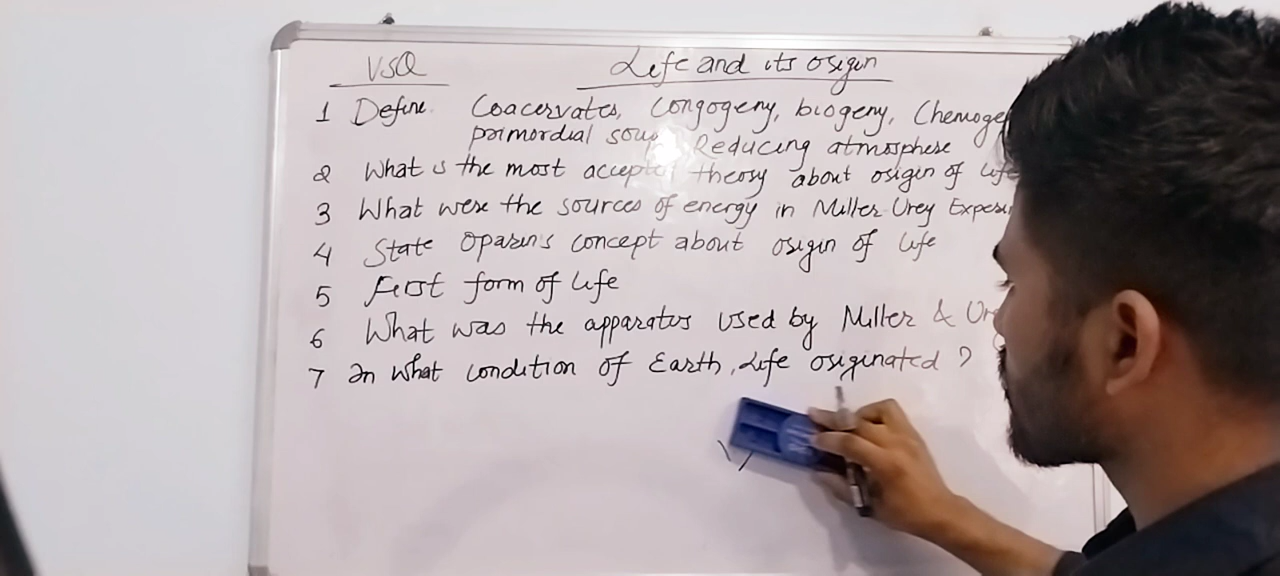 VSQ Life and its origin
1 Define. Coacervates, Congogeny, biogeny, Chemoge
primordial soup, Reducing atmosphere
2 What is the most accepted theory about origin of life
3 What were the sources of energy in Miller Urey Experi
4 State Oparin's concept about origin of life
5 First form of life
6 What was the apparatus used by Miller & Ure
7 In what condition of Earth, Life originated ?